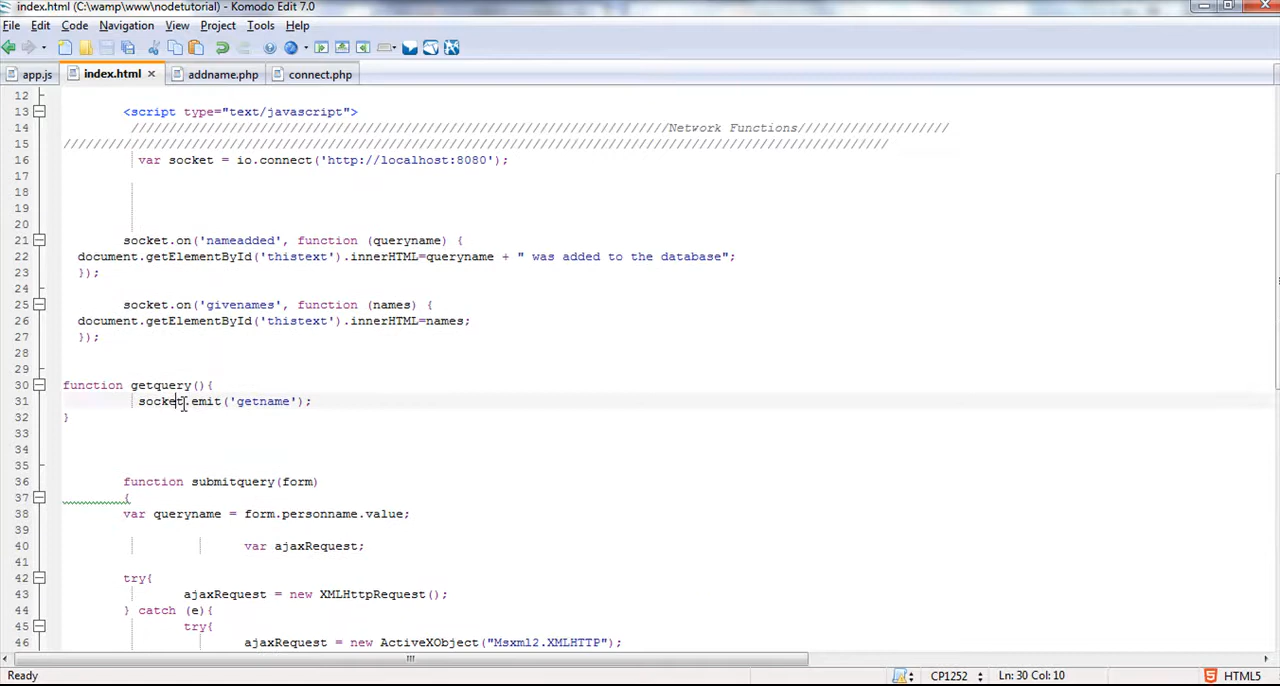 index.html (C:\wamp\www\nodetutorial) - Komodo Edit 7.0
File Edit Code Navigation View Project Tools Help
app.js index.html addname.php connect.php
12
13 <script type="text/javascript">
14 ///////////////////////////////////////////////////////////////////////Network Functions////////////////////
15 //////////////////////////////////////////////////////////////////////////////////////////////////////////////
16 var socket = io.connect('http://localhost:8080');
17
18
19
20
21 socket.on('nameadded', function (queryname) {
22 document.getElementById('thistext').innerHTML=queryname + " was added to the database";
23 });
24
25 socket.on('givenames', function (names) {
26 document.getElementById('thistext').innerHTML=names;
27 });
28
29
30 function getquery(){
31 socket.emit('getname');
32 }
33
34
35
36 function submitquery(form)
37 {
38 var queryname = form.personname.value;
39
40 var ajaxRequest;
41
42 try{
43 ajaxRequest = new XMLHttpRequest();
44 } catch (e){
45 try{
46 ajaxRequest = new ActiveXObject("Msxml2.XMLHTTP");
Ready CP1252 Ln: 30 Col: 10 HTML5